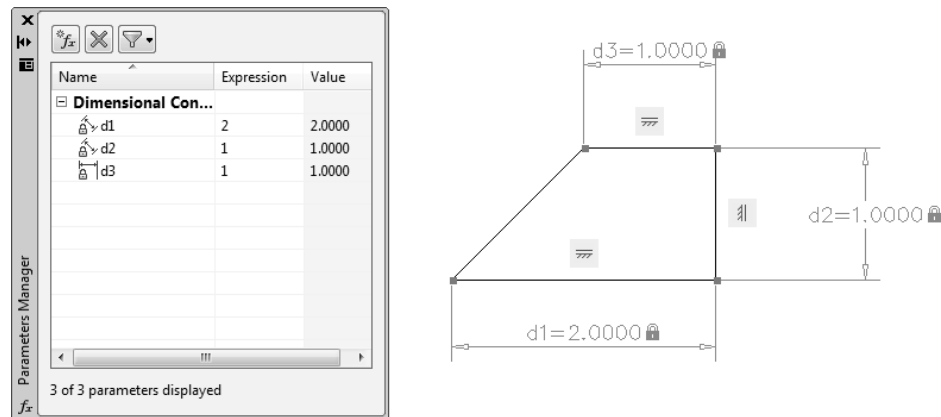 Name Expression Value
Dimensional Con...
d1 2 2.0000
d2 1 1.0000
d3 1 1.0000
3 of 3 parameters displayed
Parameters Manager
fx
d3=1.0000
d2=1.0000
d1=2.0000